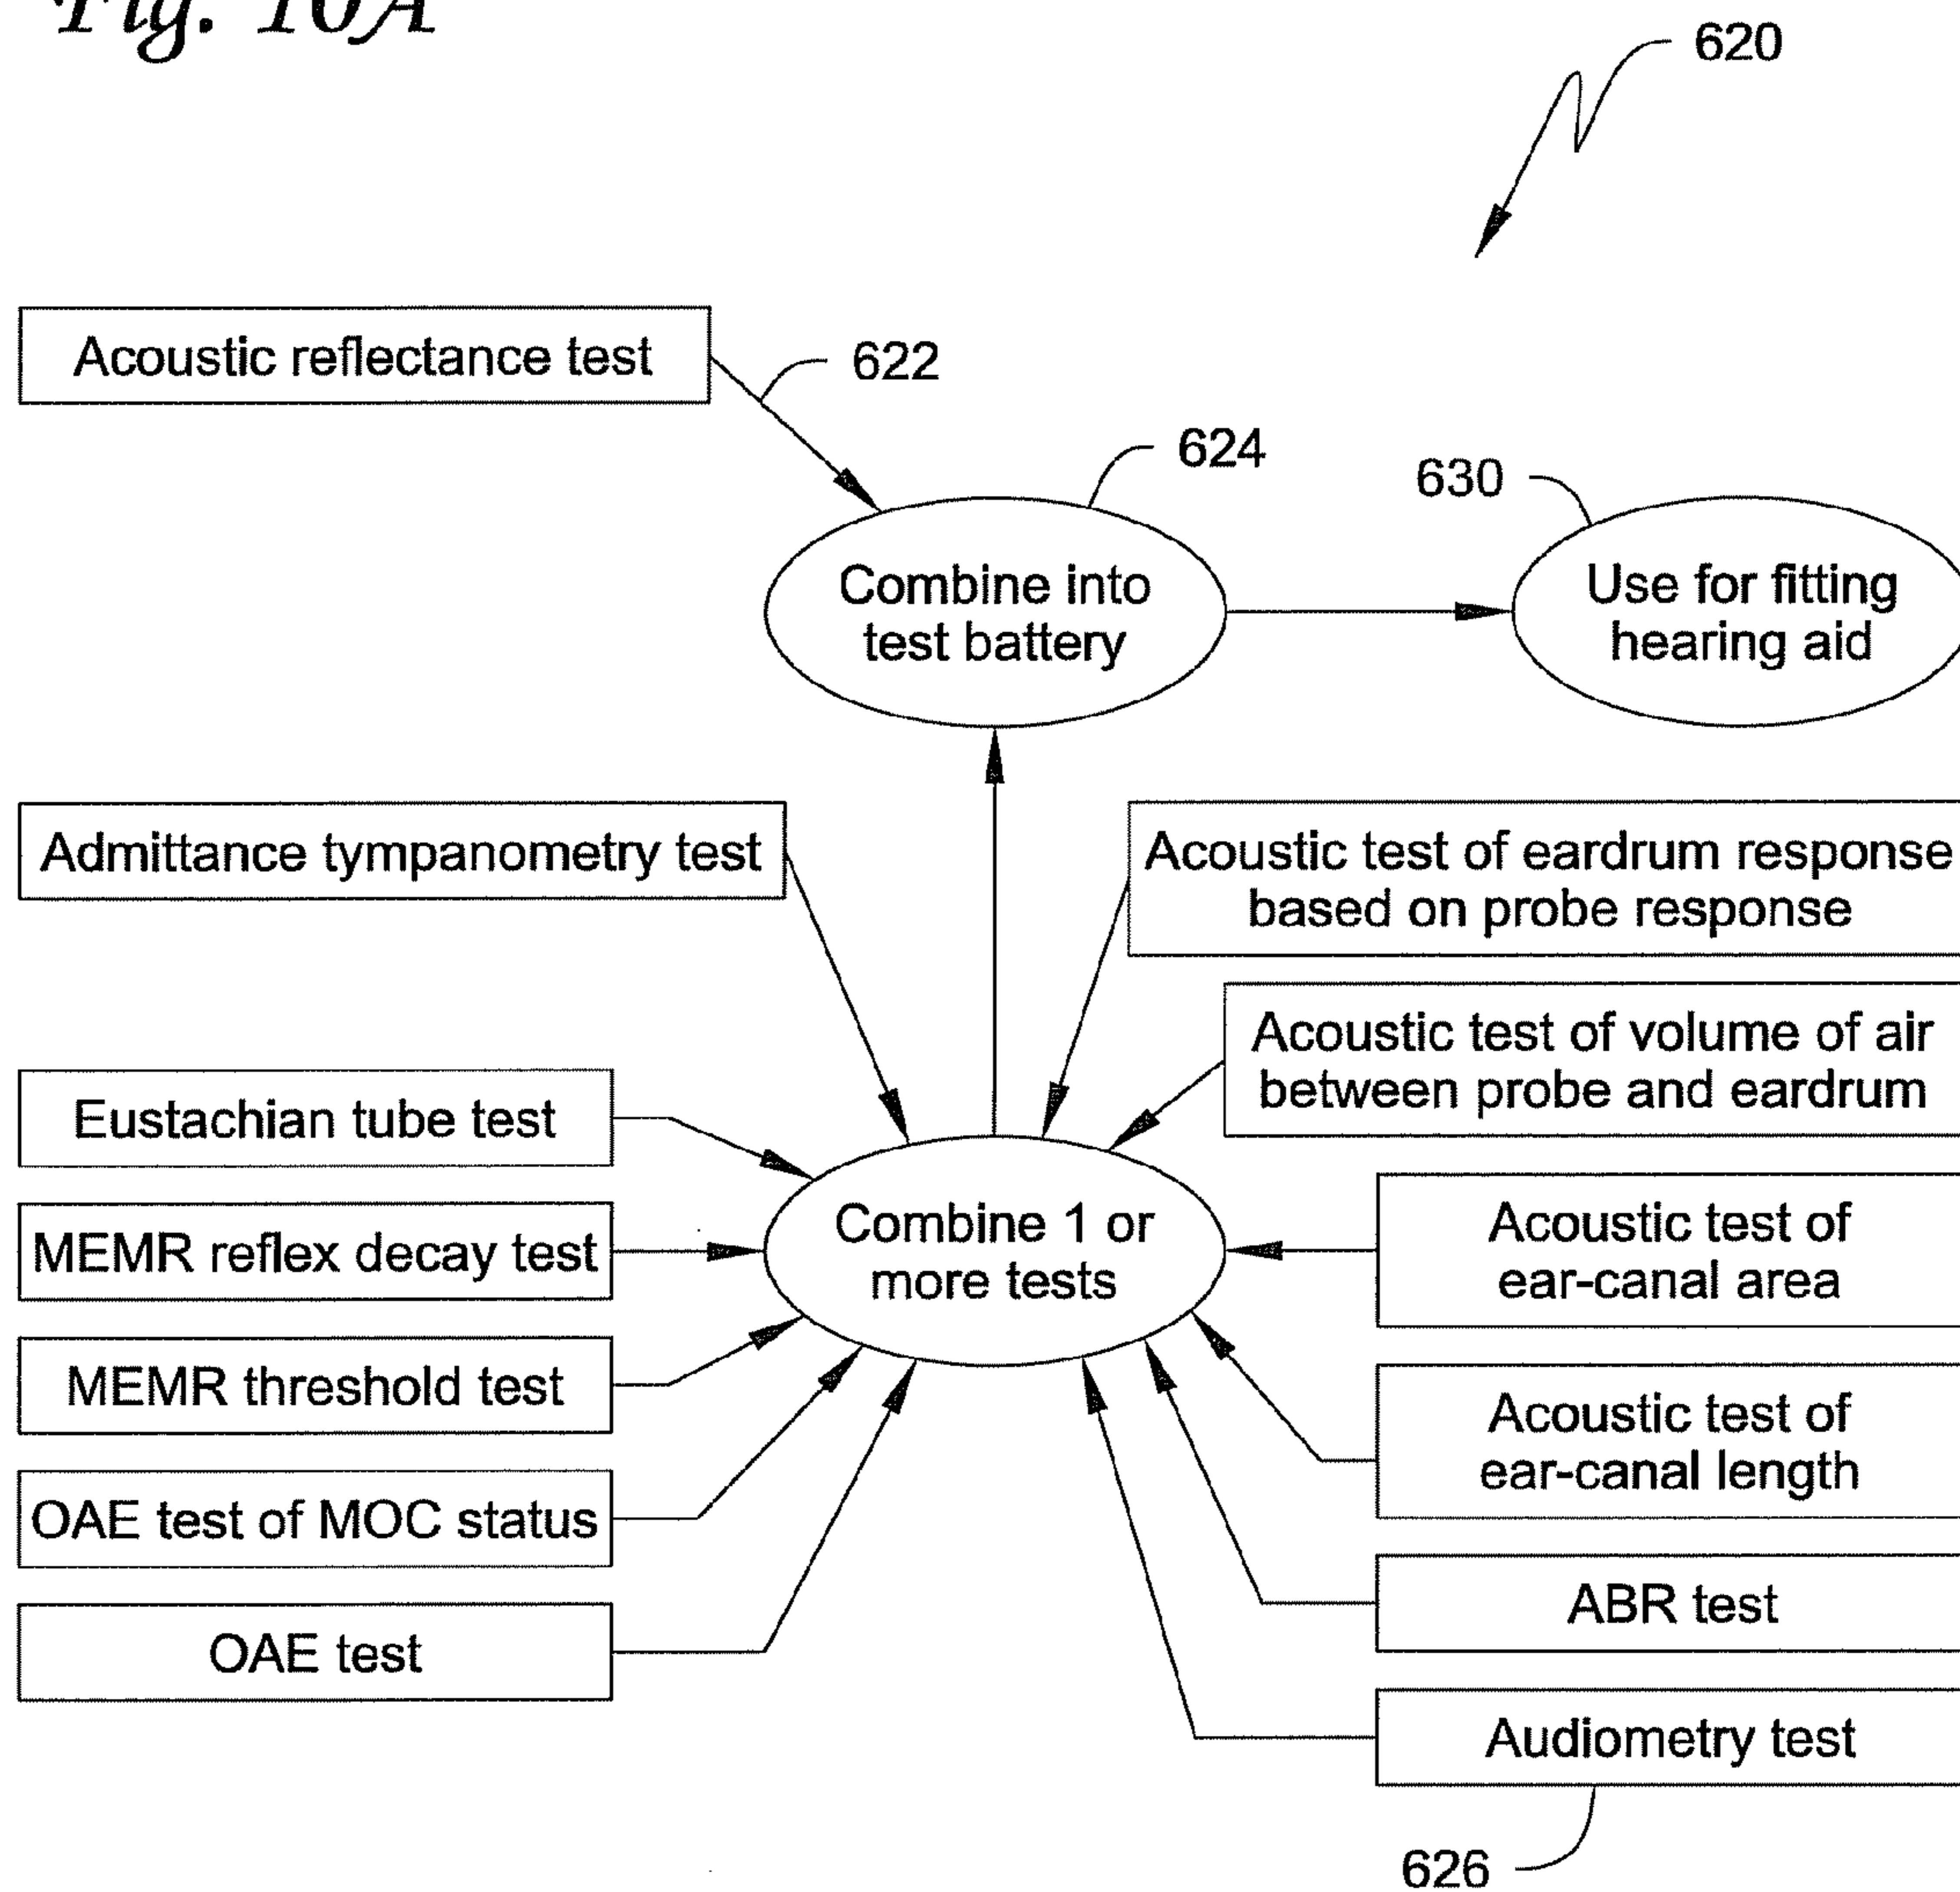 Fig. 10A
620
Acoustic reflectance test
622
624
630
Combine into
test battery
Use for fitting
hearing aid
Admittance tympanometry test
Acoustic test of eardrum response
based on probe response
Acoustic test of volume of air
between probe and eardrum
Eustachian tube test
MEMR reflex decay test
MEMR threshold test
OAE test of MOC status
OAE test
Combine 1 or
more tests
Acoustic test of
ear-canal area
Acoustic test of
ear-canal length
ABR test
Audiometry test
626